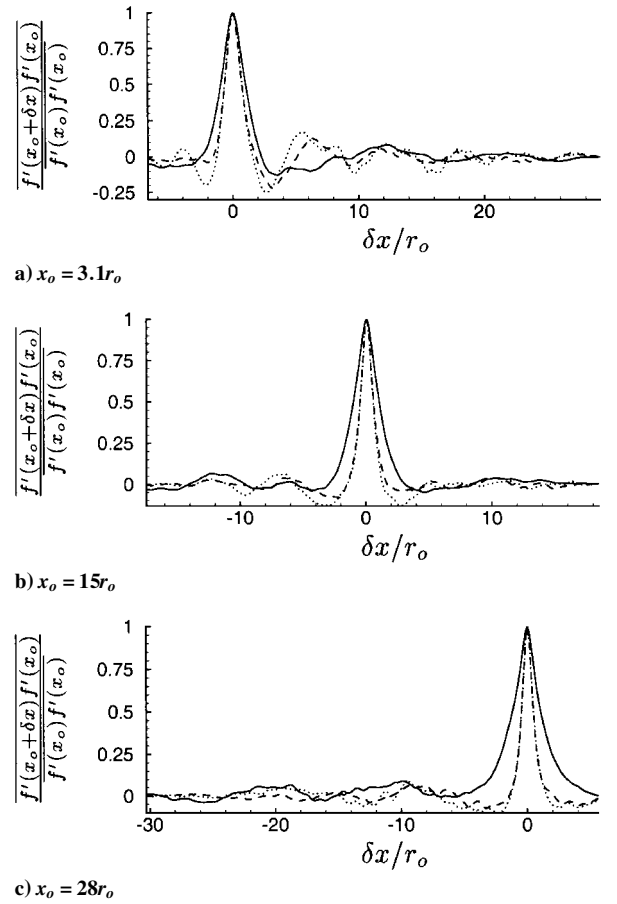 1
0.75
0.5
0.25
0
-0.25
f'(x_o+δx) f'(x_o)
f'(x_o) f'(x_o)
0 10 20
δx/r_o
a) x_o = 3.1r_o
1
0.75
0.5
0.25
0
f'(x_o+δx) f'(x_o)
f'(x_o) f'(x_o)
-10 0 10
δx/r_o
b) x_o = 15r_o
1
0.75
0.5
0.25
0
f'(x_o+δx) f'(x_o)
f'(x_o) f'(x_o)
-30 -20 -10 0
δx/r_o
c) x_o = 28r_o